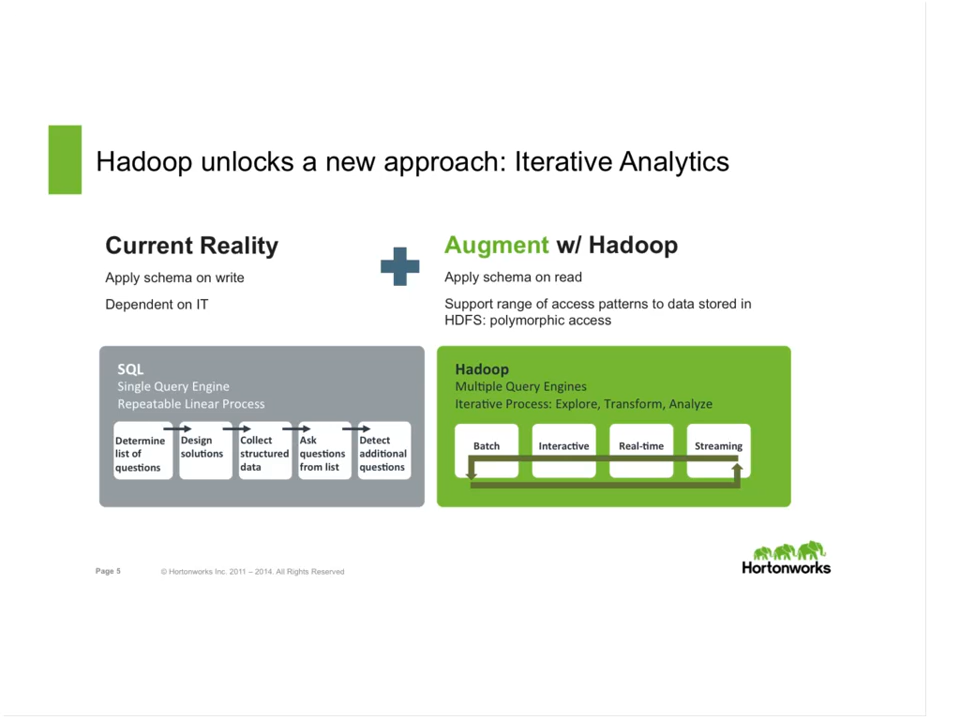 Hadoop unlocks a new approach: Iterative Analytics
Current Reality
Apply schema on write
Dependent on IT
Augment w/ Hadoop
Apply schema on read
Support range of access patterns to data stored in
HDFS: polymorphic access
SQL
Single Query Engine
Repeatable Linear Process
Determine
list of
questions
Design
solutions
Collect
structured
data
Ask
questions
from list
Detect
additional
questions
Hadoop
Multiple Query Engines
Iterative Process: Explore, Transform, Analyze
Batch
Interactive
Real-time
Streaming
Page 5
© Hortonworks Inc. 2011 – 2014. All Rights Reserved
Hortonworks